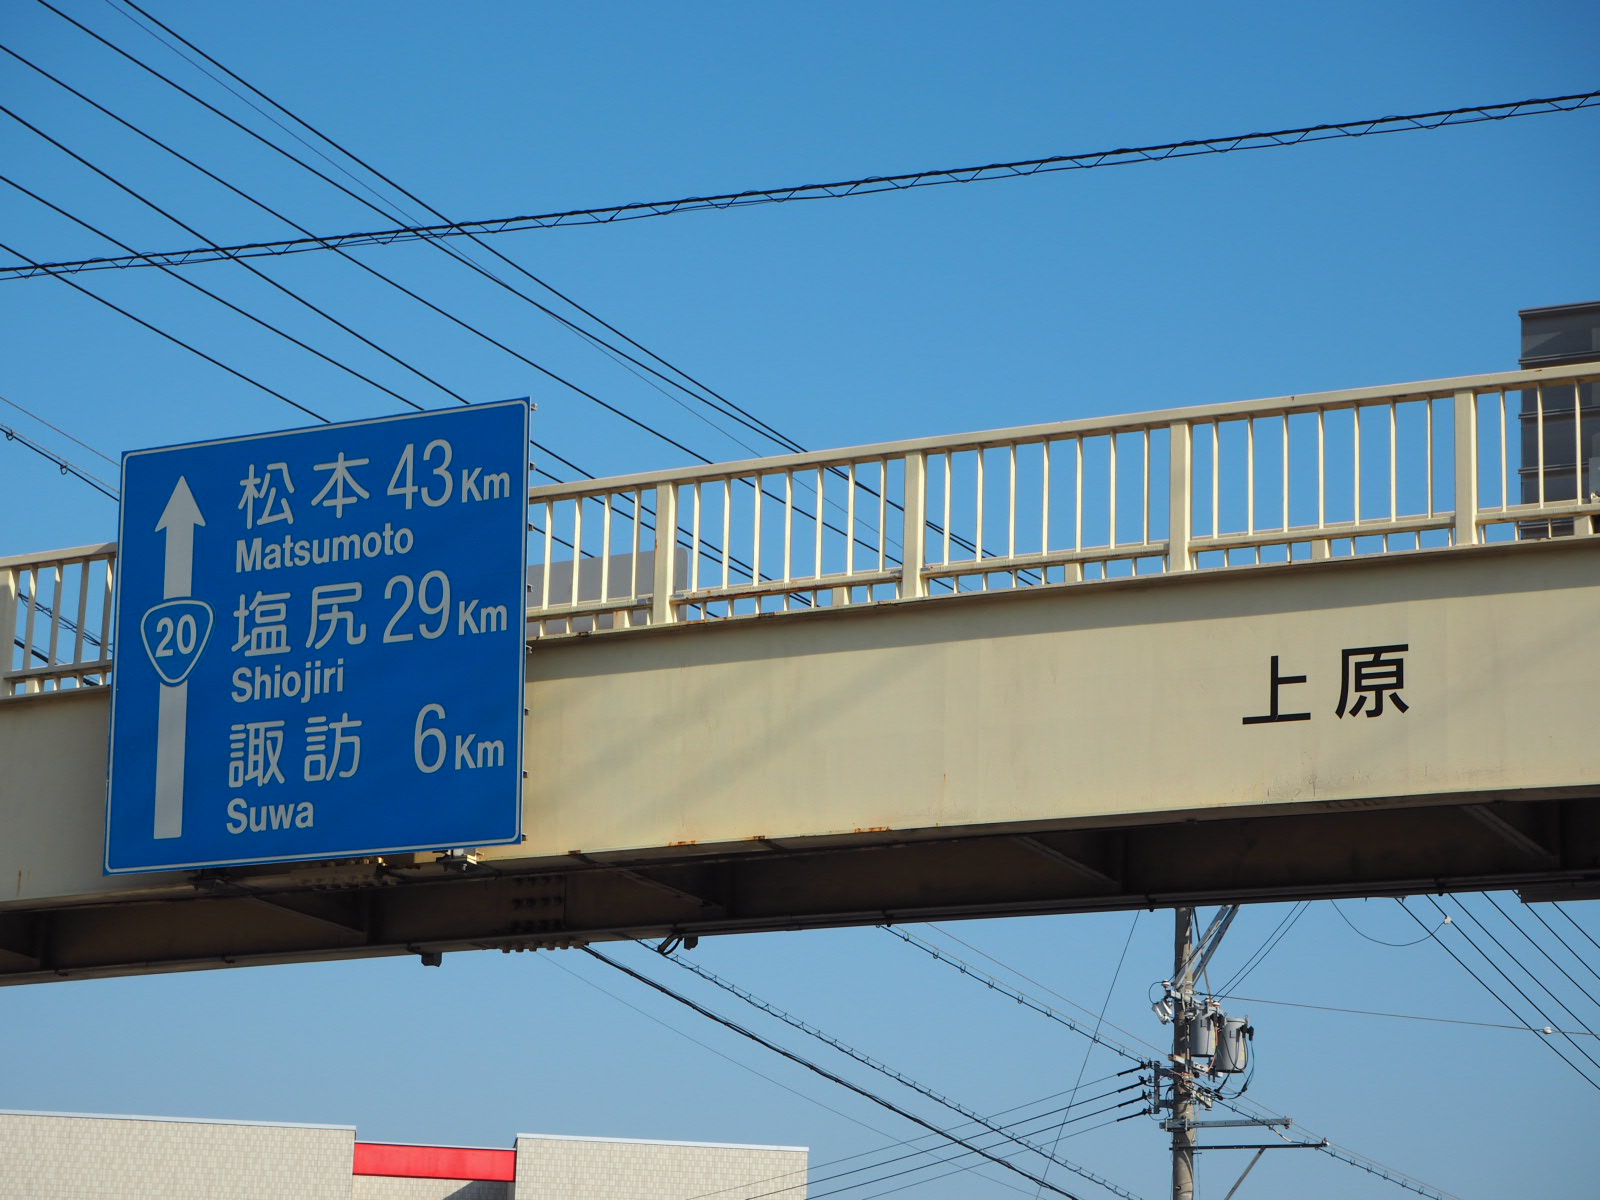 松本 43Km
Matsumoto
塩尻 29Km
Shiojiri
諏訪 6Km
Suwa
20
上原